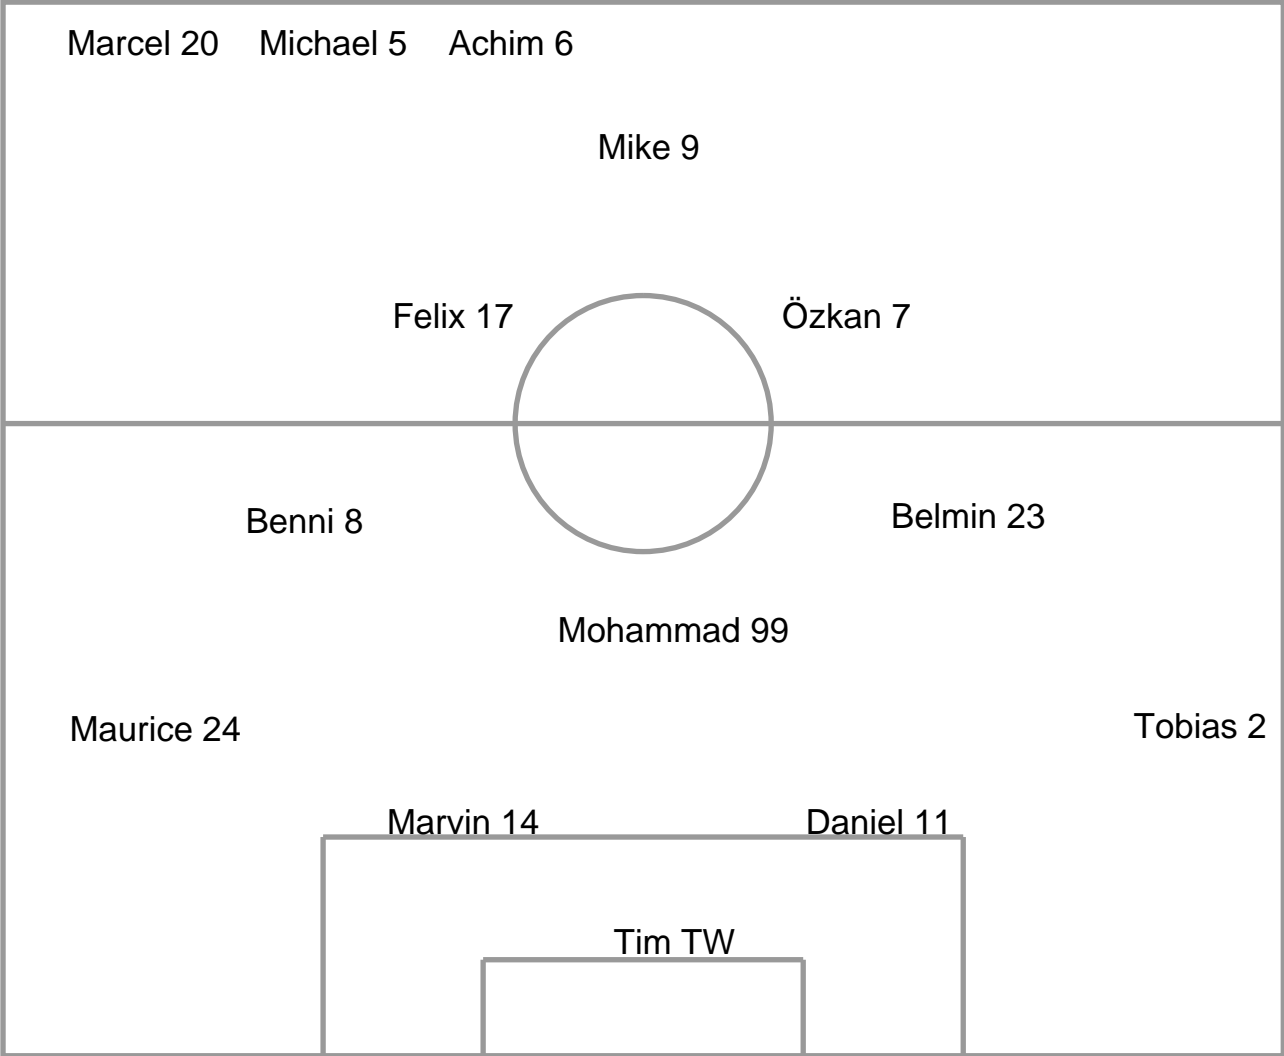 Marcel 20 Michael 5 Achim 6
Mike 9
Felix 17 Özkan 7
Benni 8 Belmin 23
Mohammad 99
Maurice 24 Tobias 2
Marvin 14 Daniel 11
Tim TW